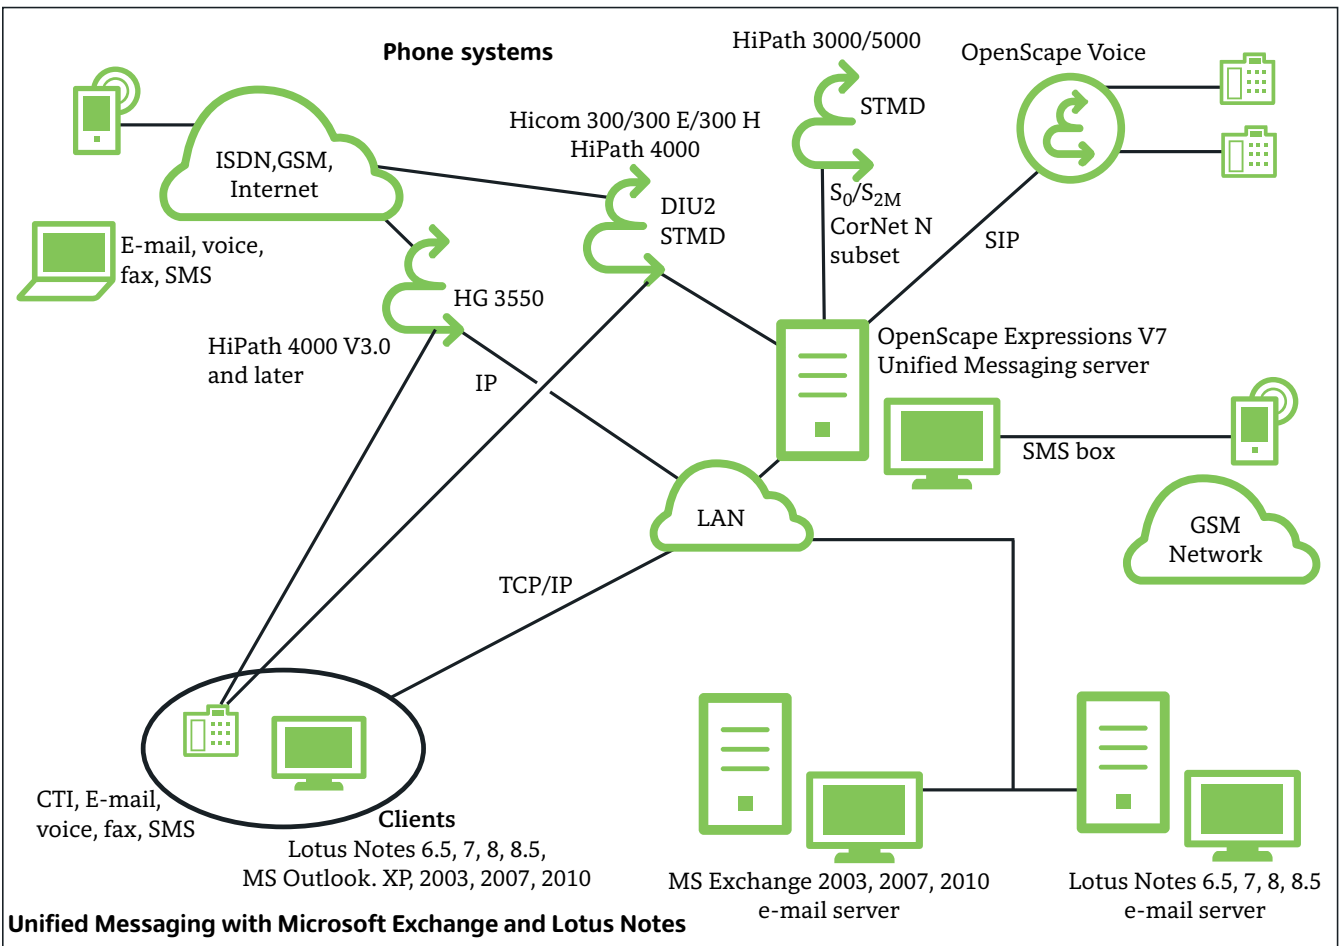 Phone systems
HiPath 3000/5000
OpenScape Voice
STMD
Hicom 300/300 E/300 H
HiPath 4000
ISDN,GSM,
Internet
DIU2
STMD
S0/S2M
CorNet N
subset
SIP
E-mail, voice,
fax, SMS
HG 3550
HiPath 4000 V3.0
and later
IP
OpenScape Expressions V7
Unified Messaging server
SMS box
LAN
GSM
Network
TCP/IP
CTI, E-mail,
voice, fax, SMS
Clients
Lotus Notes 6.5, 7, 8, 8.5,
MS Outlook. XP, 2003, 2007, 2010
MS Exchange 2003, 2007, 2010
e-mail server
Lotus Notes 6.5, 7, 8, 8.5
e-mail server
Unified Messaging with Microsoft Exchange and Lotus Notes